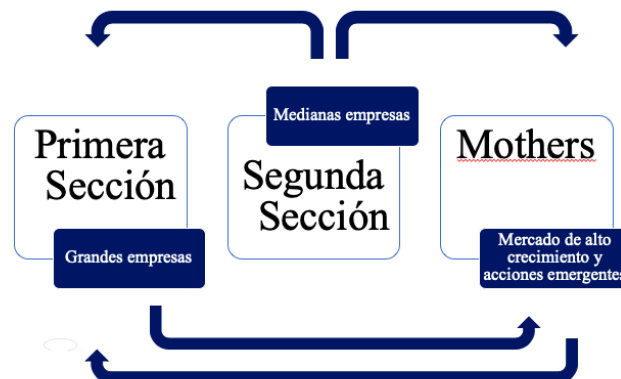 Primera
Sección
Grandes empresas
Medianas empresas
Segunda
Sección
Mothers
Mercado de alto
crecimiento y
acciones emergentes